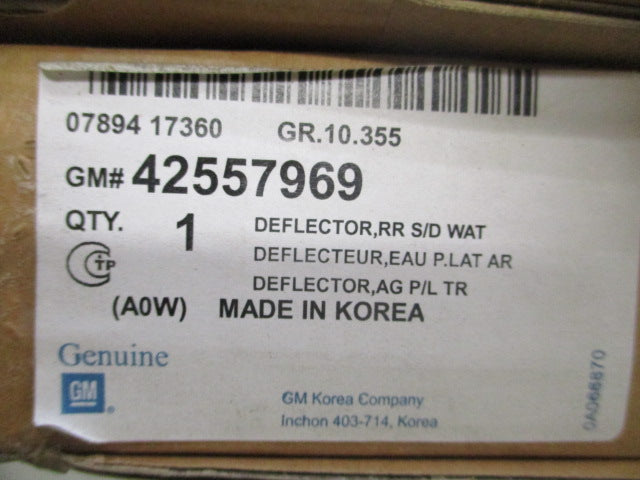 07894 17360 GR.10.355
GM# 42557969
QTY. 1 DEFLECTOR,RR S/D WAT
DEFLECTEUR,EAU P.LAT AR
CTP
DEFLECTOR,AG P/L TR
(A0W) MADE IN KOREA
Genuine
GM
®
GM Korea Company
Inchon 403-714, Korea
0A066870